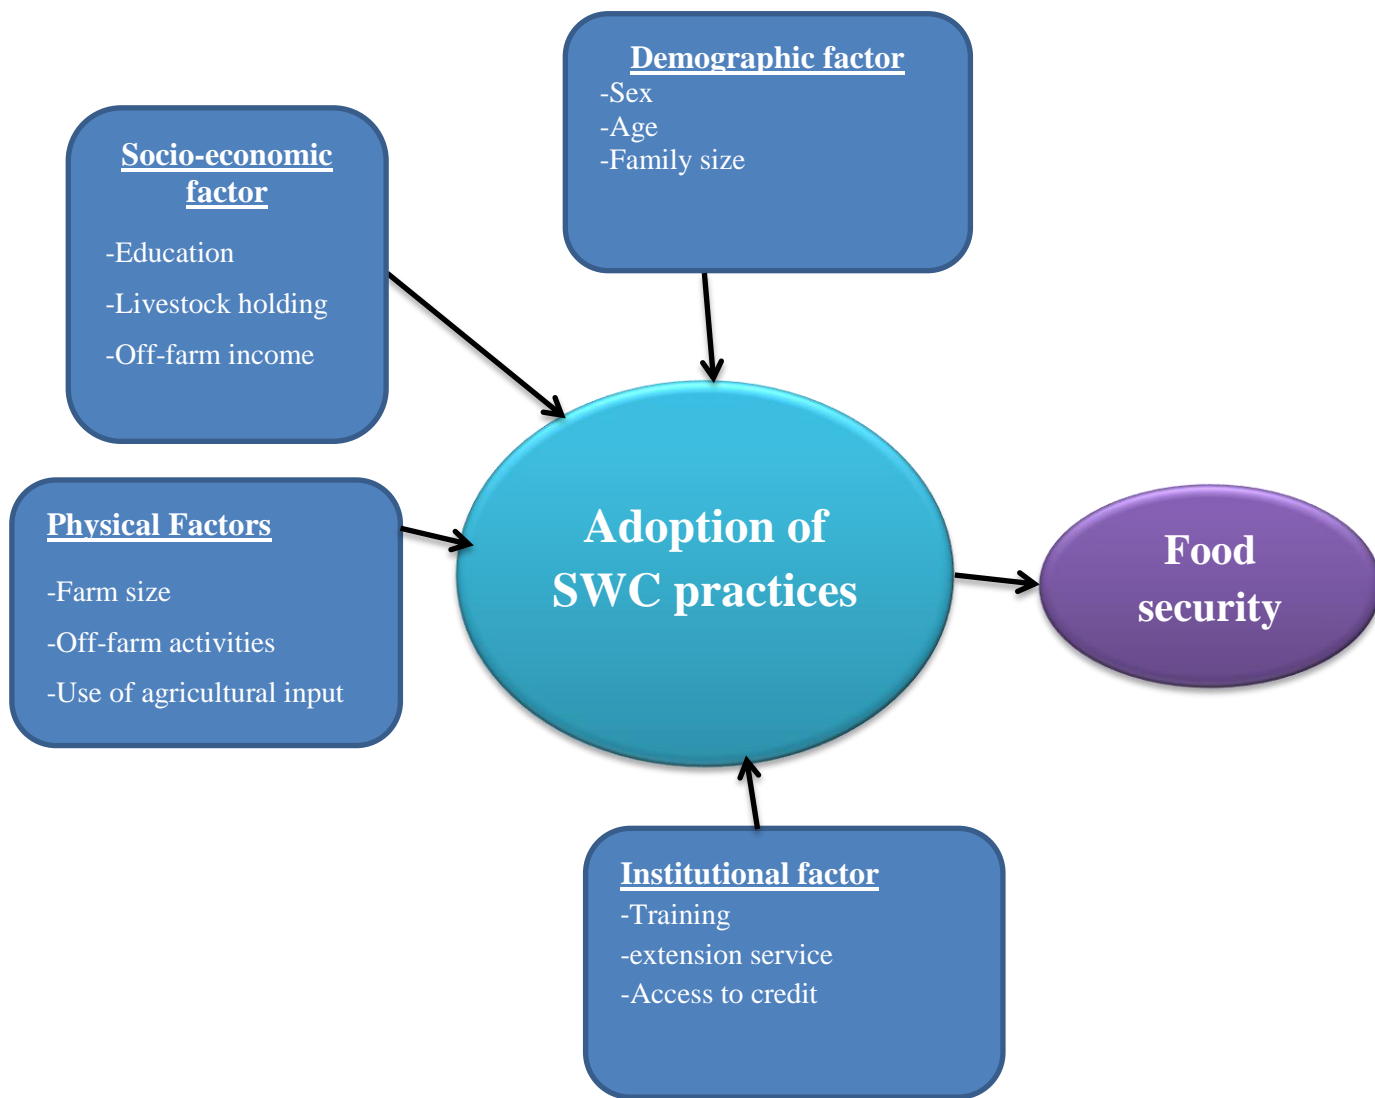 Demographic factor
-Sex
-Age
-Family size
Socio-economic
factor
-Education
-Livestock holding
-Off-farm income
Physical Factors
-Farm size
-Off-farm activities
-Use of agricultural input
Adoption of
SWC practices
Food
security
Institutional factor
-Training
-extension service
-Access to credit